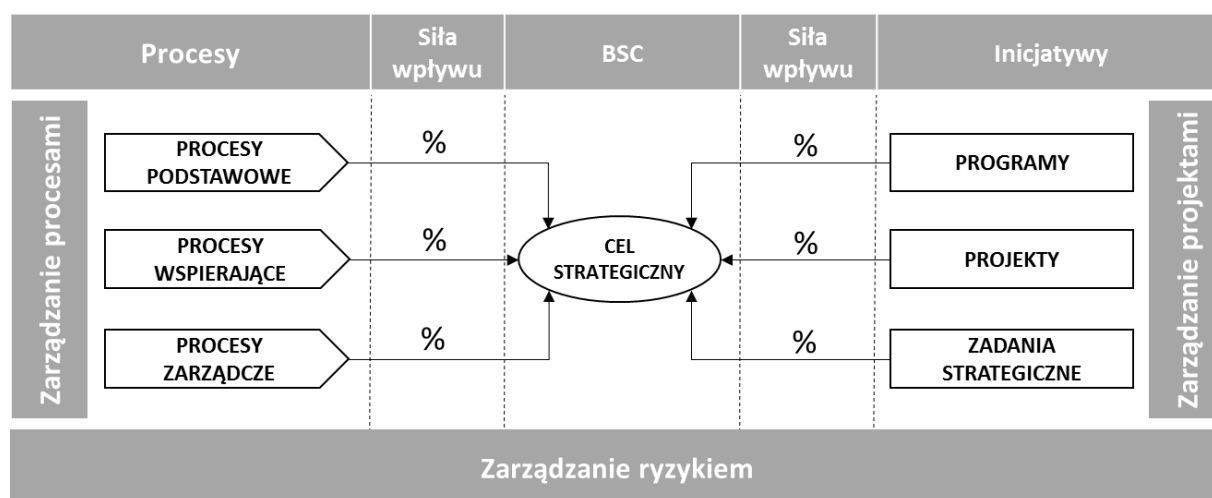 Procesy
Siła
wpływu
BSC
Siła
wpływu
Inicjatywy
Zarządzanie procesami
PROCESY
PODSTAWOWE
%
%
PROGRAMY
PROCESY
WSPIERAJĄCE
%
CEL
STRATEGICZNY
%
PROJEKTY
PROCESY
ZARZĄDCZE
%
%
ZADANIA
STRATEGICZNE
Zarządzanie projektami
Zarządzanie ryzykiem